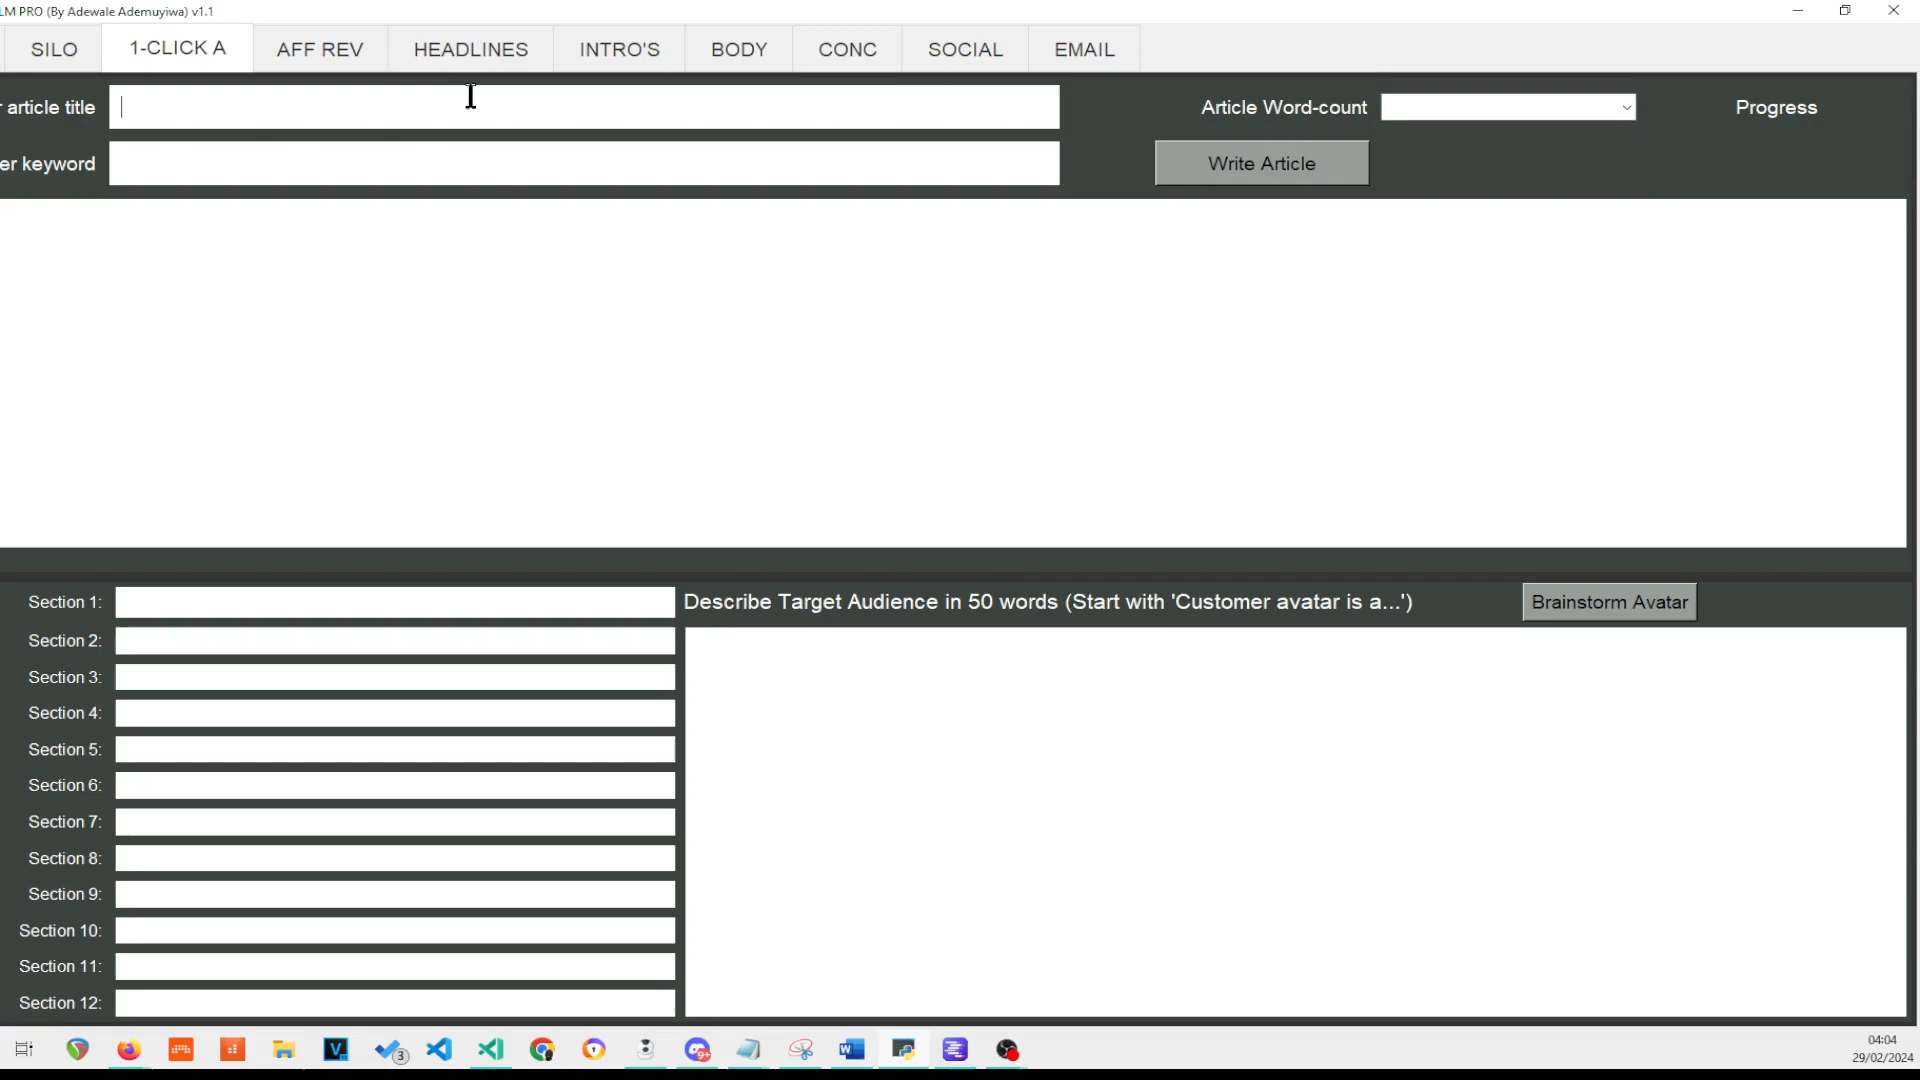 LM PRO (By Adewale Ademuyiwa) v1.1
SILO 1-CLICK A AFF REV HEADLINES INTRO'S BODY CONC SOCIAL EMAIL
article title Article Word-count Progress
er keyword Write Article
Section 1: Describe Target Audience in 50 words (Start with 'Customer avatar is a...') Brainstorm Avatar
Section 2:
Section 3:
Section 4:
Section 5:
Section 6:
Section 7:
Section 8:
Section 9:
Section 10:
Section 11:
Section 12:
3 9+ 04:04
29/02/2024